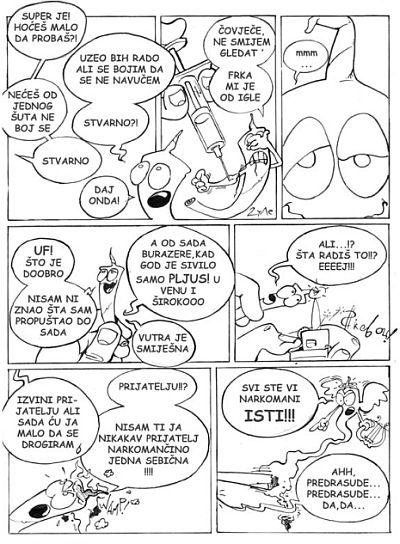 SUPER JE!
HOĆEŠ MALO
DA PROBAŠ?!
UZEO BIH RADO
ALI SE BOJIM DA
SE NE NAVUČEM
NEĆEŠ OD
JEDNOG
ŠUTA NE
BOJ SE
STVARNO?!
STVARNO
DAJ
ONDA!
ČOVJEČE,
NE SMIJEM
GLEDAT '
FRKA
MI JE
OD IGLE
mmm
...
UF!
ŠTO JE
DOOBRO
NISAM NI
ZNAO ŠTA SAM
PROPUŠTAO DO
SADA
A OD SADA
BURAZERE,KAD
GOD JE SIVILO
SAMO PLJUS! U
VENU I
ŠIROKOOO
VUTRA JE
SMIJEŠNA
ALI...!?
ŠTA RADIŠ TO!!?
EEEEJ!!!
IZVINI PRI-
JATELJU ALI
SADA ĆU JA
MALO DA SE
DROGIRAM
PRIJATELJU!!?
NISAM TI JA
NIKAKAV PRIJATELJ
NARKOMANČINO
JEDNA SEBIČNA
!!!!
SVI STE VI
NARKOMANI
ISTI!!!
AHH,
PREDRASUDE...
PREDRASUDE...
DA,DA...